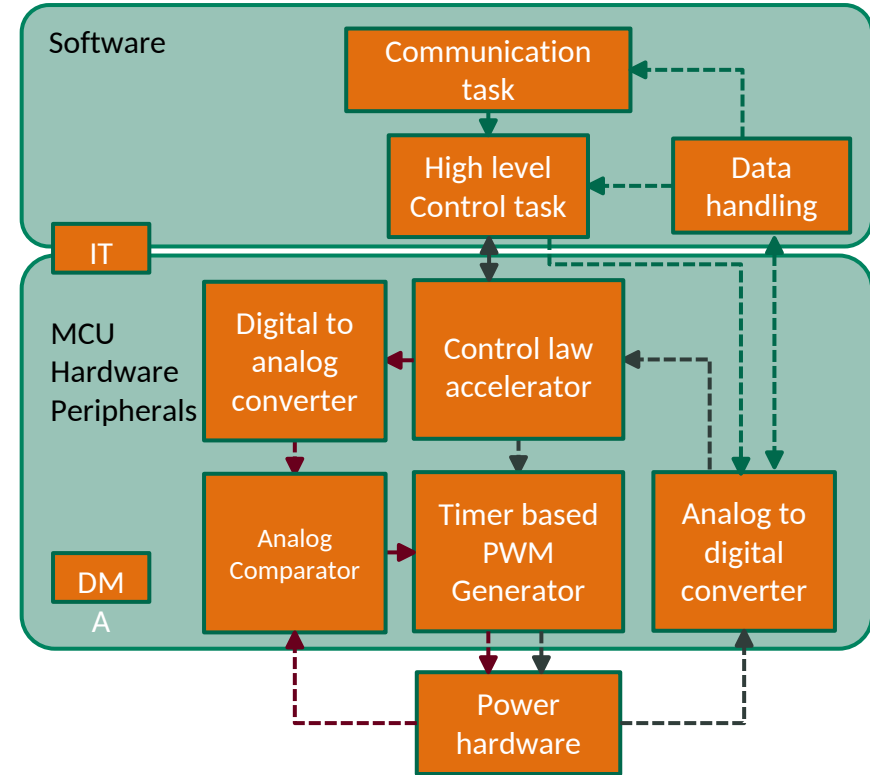 Software
Communication
task
High level
Control task
Data
handling
IT
MCU
Hardware
Peripherals
Digital to
analog
converter
Control law
accelerator
Analog
Comparator
Timer based
PWM
Generator
Analog to
digital
converter
DM
A
Power
hardware